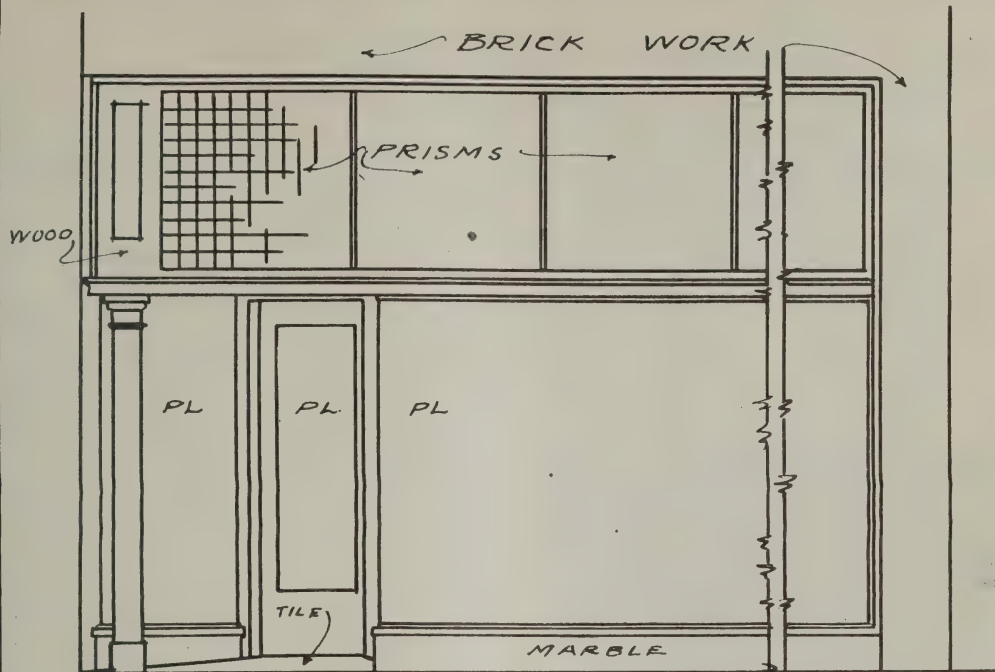 BRICK WORK
PRISMS
WOOD
PL PL. PL
TILE
MARBLE